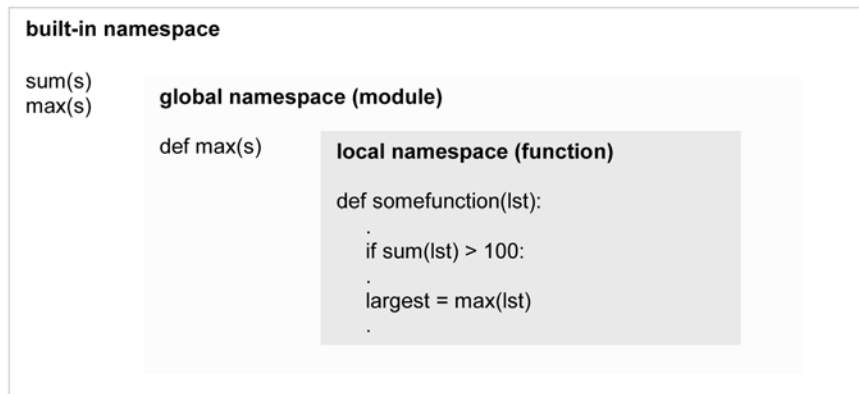 built-in namespace
sum(s)
max(s)
global namespace (module)
def max(s)
local namespace (function)
def somefunction(lst):
.
if sum(lst) > 100:
.
largest = max(lst)
.